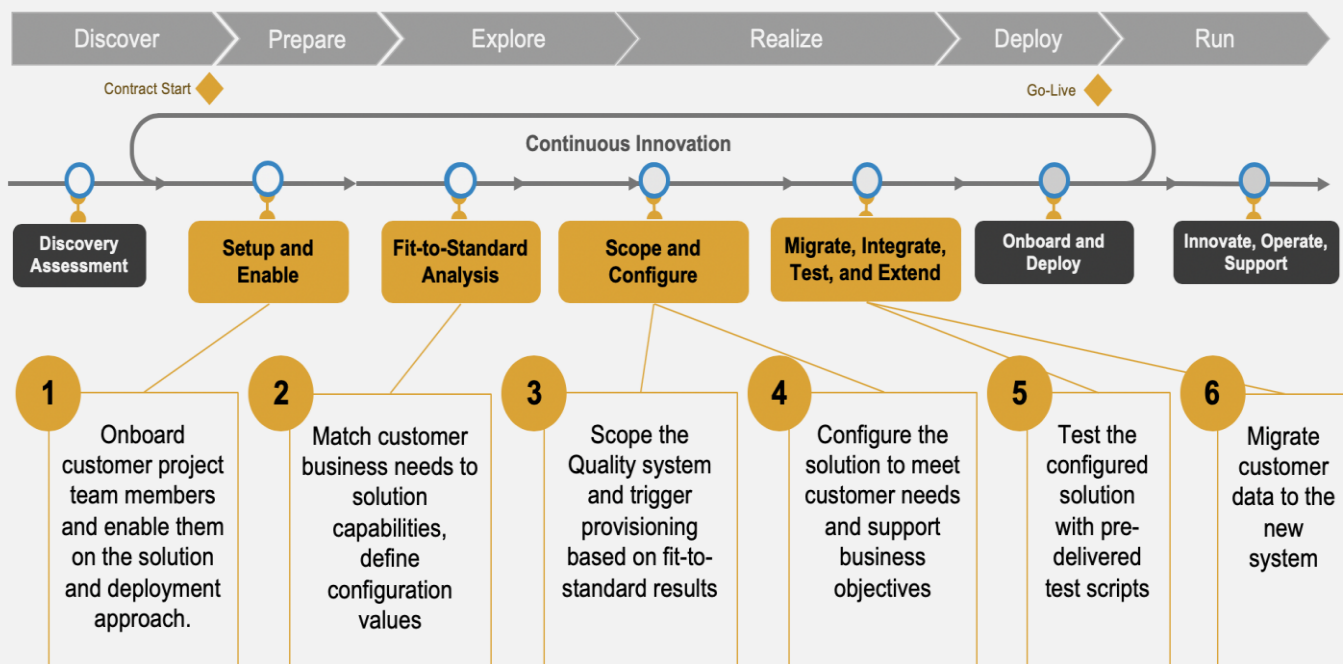 Discover
Prepare
Explore
Realize
Deploy
Run
Contract Start
Go-Live
Continuous Innovation
Discovery
Assessment
Setup and
Enable
Fit-to-Standard
Analysis
Scope and
Configure
Migrate, Integrate,
Test, and Extend
Onboard and
Deploy
Innovate, Operate,
Support
1
Onboard
customer project
team members
and enable them
on the solution
and deployment
approach.
2
Match customer
business needs to
solution
capabilities,
define
configuration
values
3
Scope the
Quality system
and trigger
provisioning
based on fit-to-
standard results
4
Configure the
solution to meet
customer needs
and support
business
objectives
5
Test the
configured
solution
with pre-
delivered
test scripts
6
Migrate
customer
data to the
new
system